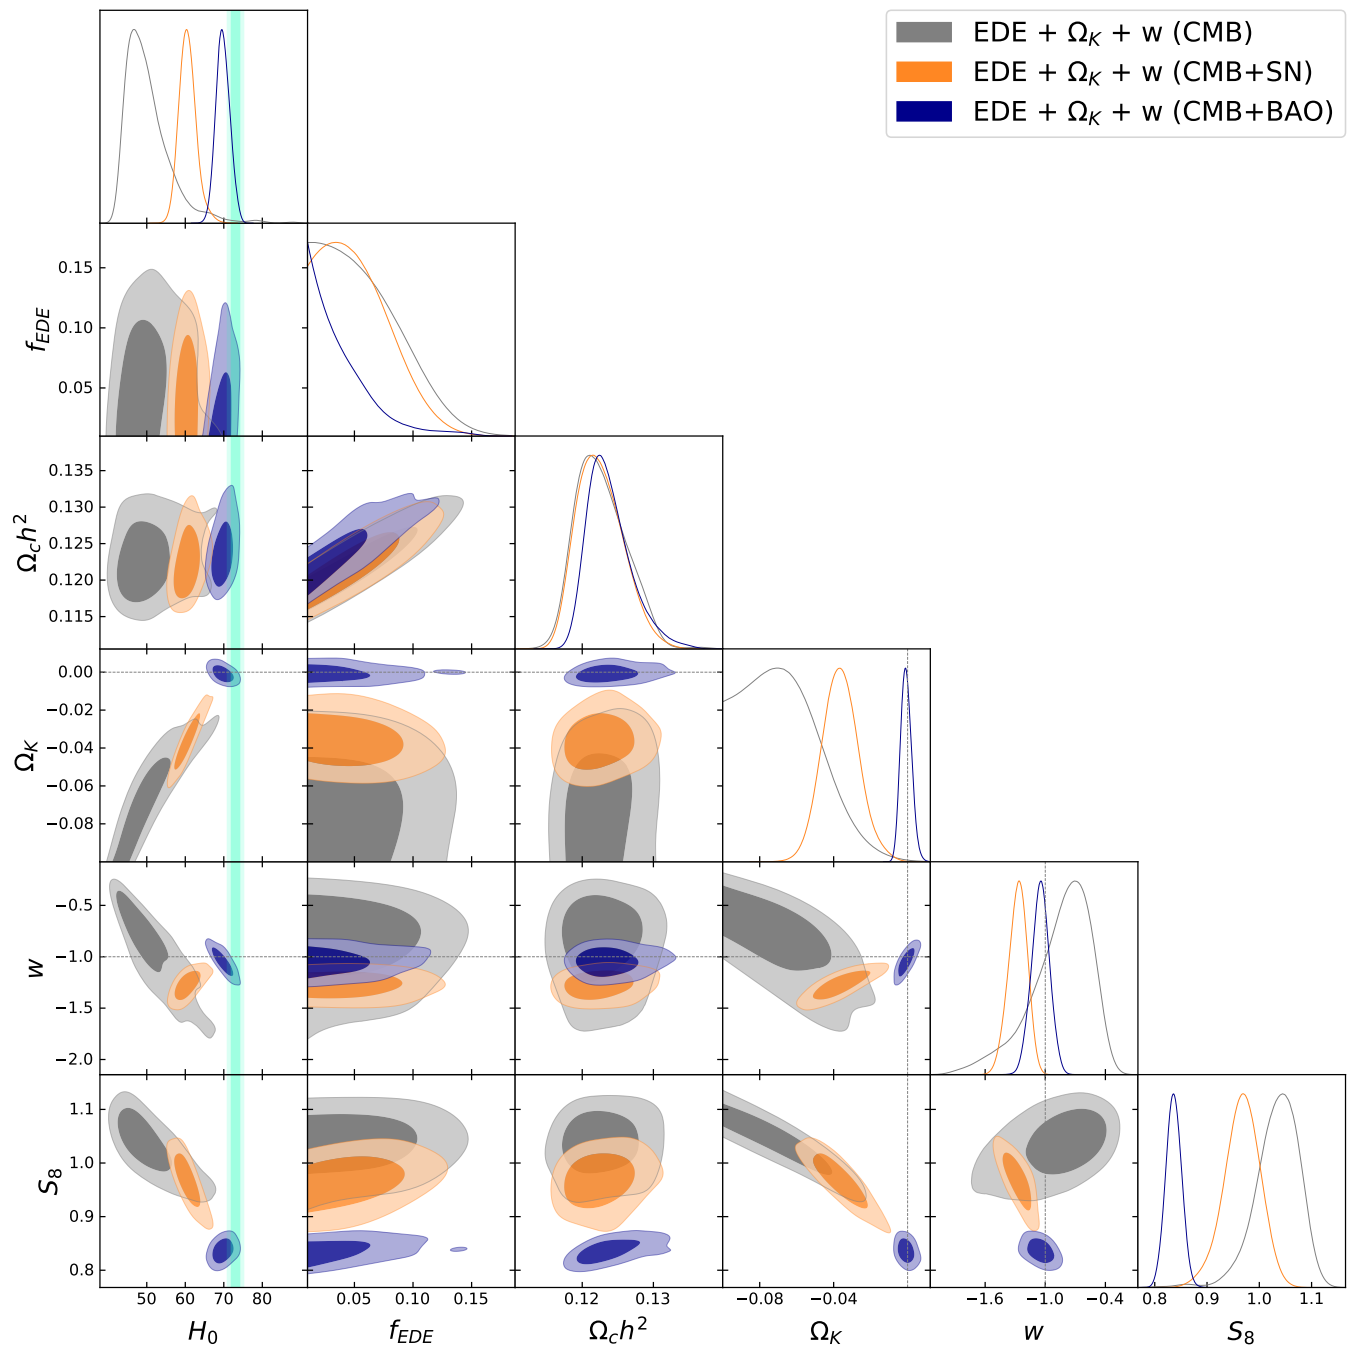 EDE + Ω_K + w (CMB)
EDE + Ω_K + w (CMB+SN)
EDE + Ω_K + w (CMB+BAO)
0.15
0.10
0.05
f_EDE
0.135
0.130
0.125
0.120
0.115
Ω_c h²
0.00
−0.02
−0.04
−0.06
−0.08
Ω_K
−0.5
−1.0
−1.5
−2.0
w
1.1
1.0
0.9
0.8
S_8
50 60 70 80
0.05 0.10 0.15
0.12 0.13
−0.08 −0.04
−1.6 −1.0 −0.4
0.8 0.9 1.0 1.1
H_0 f_EDE Ω_c h² Ω_K w S_8